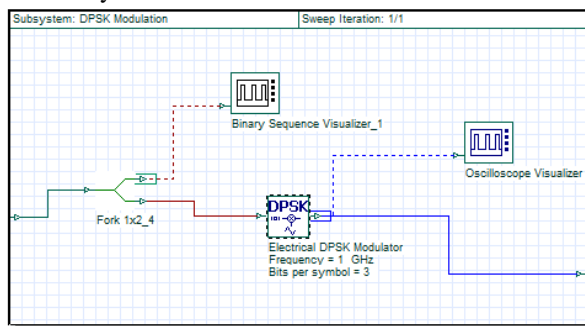 Subsystem: DPSK Modulation
Sweep Iteration: 1/1
Binary Sequence Visualizer_1
Oscilloscope Visualizer
Fork 1x2_4
DPSK
101
Electrical DPSK Modulator
Frequency = 1 GHz
Bits per symbol = 3